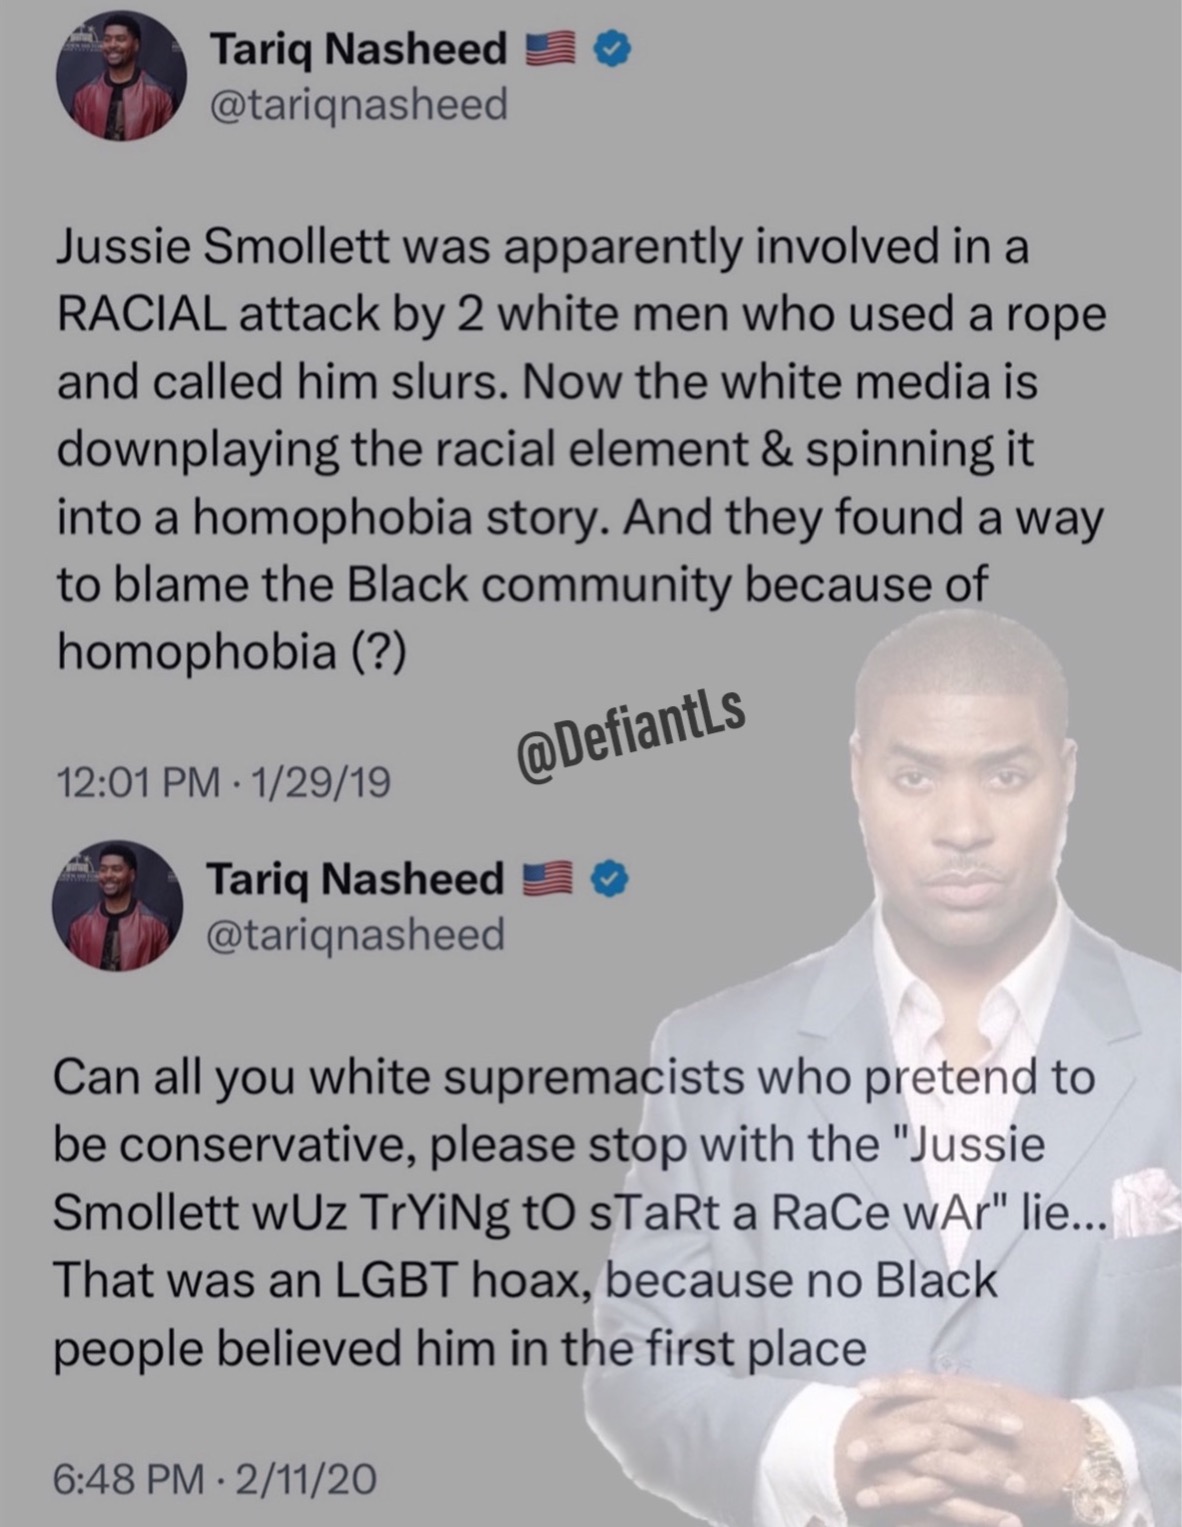 Tariq Nasheed 🇺🇸
@tariqnasheed
Jussie Smollett was apparently involved in a
RACIAL attack by 2 white men who used a rope
and called him slurs. Now the white media is
downplaying the racial element & spinning it
into a homophobia story. And they found a way
to blame the Black community because of
homophobia (?)
@DefiantLs
12:01 PM · 1/29/19
Tariq Nasheed 🇺🇸
@tariqnasheed
Can all you white supremacists who pretend to
be conservative, please stop with the "Jussie
Smollett wUz TrYiNg tO sTaRt a RaCe wAr" lie...
That was an LGBT hoax, because no Black
people believed him in the first place
6:48 PM · 2/11/20